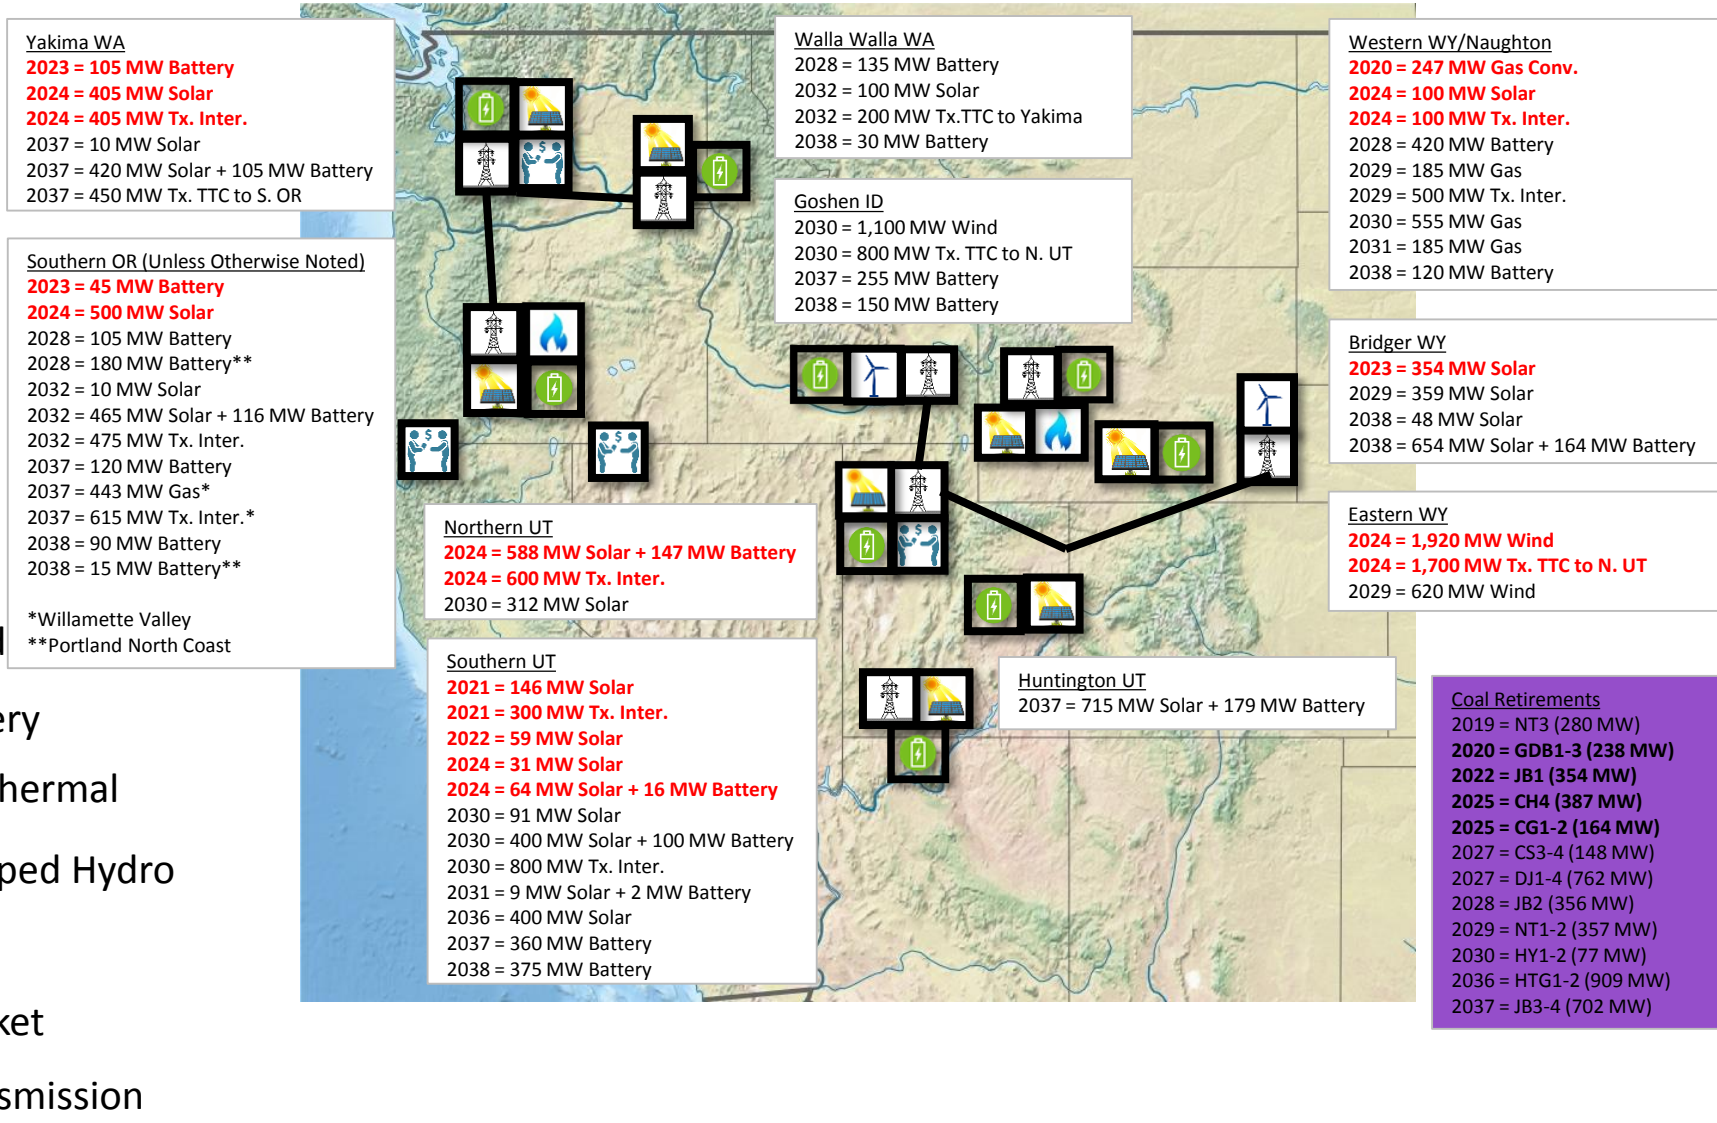 Yakima WA
2023 = 105 MW Battery
2024 = 405 MW Solar
2024 = 405 MW Tx. Inter.
2037 = 10 MW Solar
2037 = 420 MW Solar + 105 MW Battery
2037 = 450 MW Tx. TTC to S. OR
Southern OR (Unless Otherwise Noted)
2023 = 45 MW Battery
2024 = 500 MW Solar
2028 = 105 MW Battery
2028 = 180 MW Battery**
2032 = 10 MW Solar
2032 = 465 MW Solar + 116 MW Battery
2032 = 475 MW Tx. Inter.
2037 = 120 MW Battery
2037 = 443 MW Gas*
2037 = 615 MW Tx. Inter.*
2038 = 90 MW Battery
2038 = 15 MW Battery**
*Willamette Valley
**Portland North Coast
Walla Walla WA
2028 = 135 MW Battery
2032 = 100 MW Solar
2032 = 200 MW Tx.TTC to Yakima
2038 = 30 MW Battery
Goshen ID
2030 = 1,100 MW Wind
2030 = 800 MW Tx. TTC to N. UT
2037 = 255 MW Battery
2038 = 150 MW Battery
Western WY/Naughton
2020 = 247 MW Gas Conv.
2024 = 100 MW Solar
2024 = 100 MW Tx. Inter.
2028 = 420 MW Battery
2029 = 185 MW Gas
2029 = 500 MW Tx. Inter.
2030 = 555 MW Gas
2031 = 185 MW Gas
2038 = 120 MW Battery
Bridger WY
2023 = 354 MW Solar
2029 = 359 MW Solar
2038 = 48 MW Solar
2038 = 654 MW Solar + 164 MW Battery
Eastern WY
2024 = 1,920 MW Wind
2024 = 1,700 MW Tx. TTC to N. UT
2029 = 620 MW Wind
Northern UT
2024 = 588 MW Solar + 147 MW Battery
2024 = 600 MW Tx. Inter.
2030 = 312 MW Solar
Southern UT
2021 = 146 MW Solar
2021 = 300 MW Tx. Inter.
2022 = 59 MW Solar
2024 = 31 MW Solar
2024 = 64 MW Solar + 16 MW Battery
2030 = 91 MW Solar
2030 = 400 MW Solar + 100 MW Battery
2030 = 800 MW Tx. Inter.
2031 = 9 MW Solar + 2 MW Battery
2036 = 400 MW Solar
2037 = 360 MW Battery
2038 = 375 MW Battery
Huntington UT
2037 = 715 MW Solar + 179 MW Battery
Coal Retirements
2019 = NT3 (280 MW)
2020 = GDB1-3 (238 MW)
2022 = JB1 (354 MW)
2025 = CH4 (387 MW)
2025 = CG1-2 (164 MW)
2027 = CS3-4 (148 MW)
2027 = DJ1-4 (762 MW)
2028 = JB2 (356 MW)
2029 = NT1-2 (357 MW)
2030 = HY1-2 (77 MW)
2036 = HTG1-2 (909 MW)
2037 = JB3-4 (702 MW)
ery
hermal
ped Hydro
ket
smission